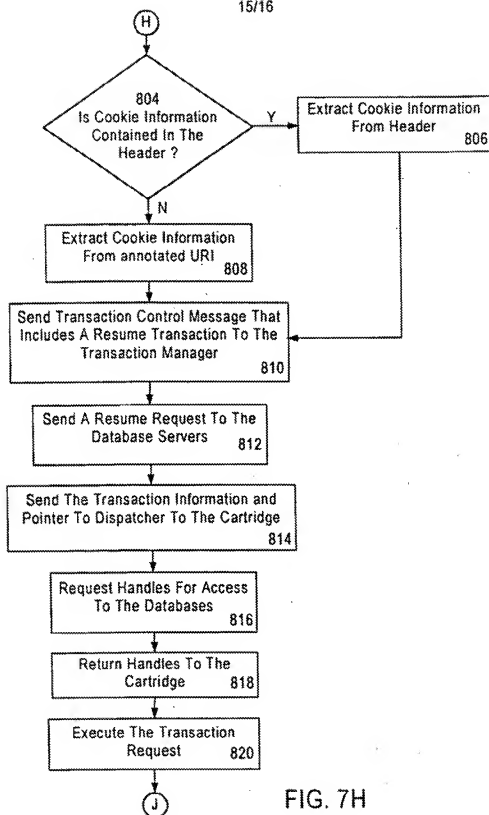 15/16
H
804
Is Cookie Information
Contained In The
Header ?
Y
Extract Cookie Information
From Header
806
N
Extract Cookie Information
From annotated URI
808
Send Transaction Control Message That
Includes A Resume Transaction To The
Transaction Manager
810
Send A Resume Request To The
Database Servers
812
Send The Transaction Information and
Pointer To Dispatcher To The Cartridge
814
Request Handles For Access
To The Databases
816
Return Handles To The
Cartridge
818
Execute The Transaction
Request
820
J
FIG. 7H